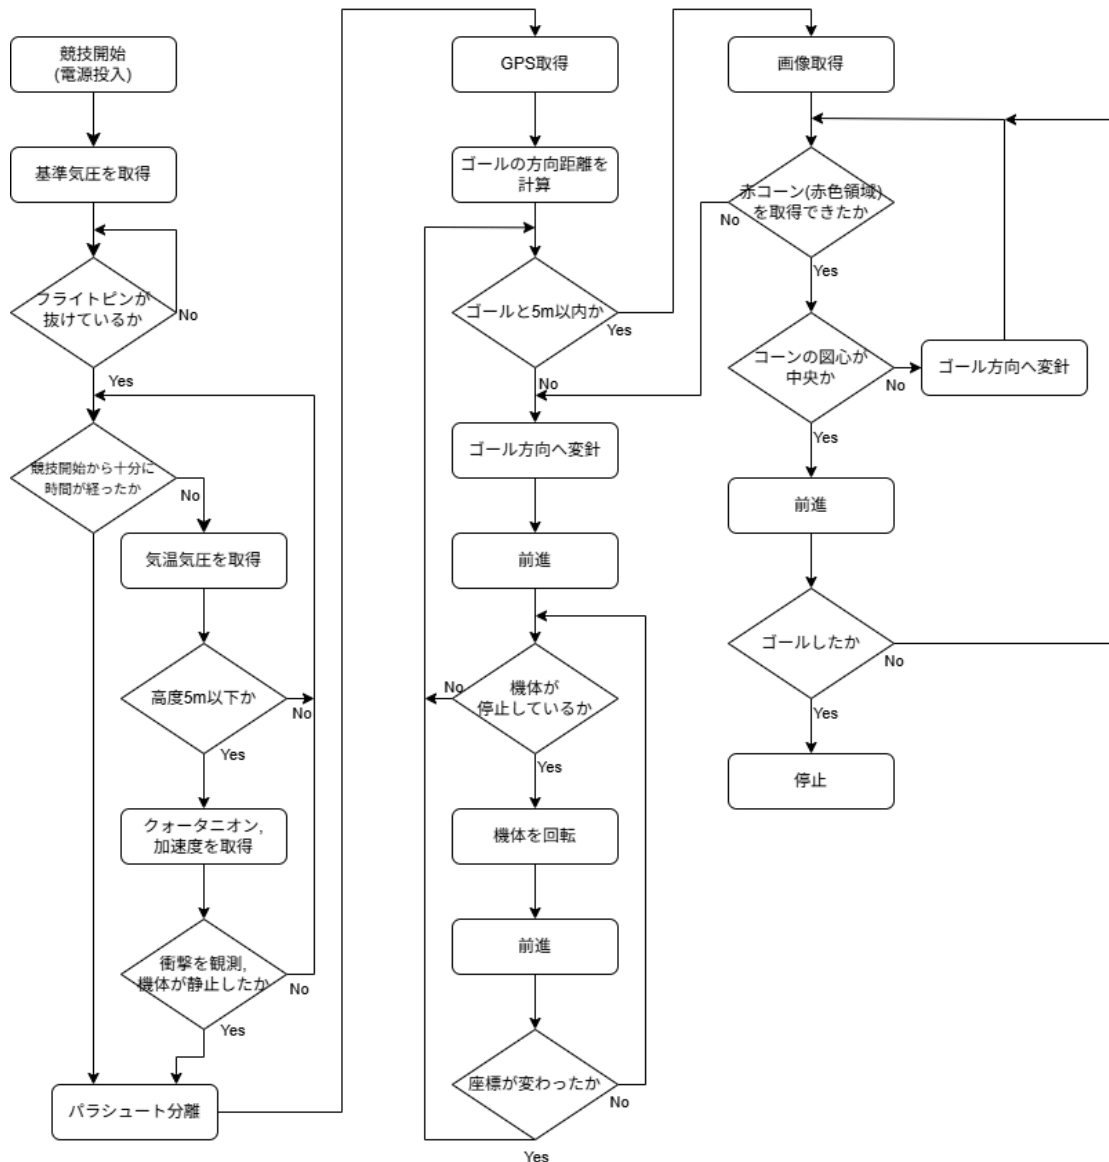 競技開始
(電源投入)
基準気圧を取得
フライトピンが
抜けているか
No
Yes
競技開始から十分に
時間が経ったか
No
気温気圧を取得
高度5m以下か
No
Yes
クォータニオン,
加速度を取得
衝撃を観測,
機体が静止したか
No
Yes
パラシュート分離
GPS取得
ゴールの方向距離を
計算
ゴールと5m以内か
Yes
No
ゴール方向へ変針
前進
No
機体が
停止しているか
Yes
機体を回転
前進
座標が変わったか
No
Yes
画像取得
赤コーン(赤色領域)
を取得できたか
No
Yes
コーンの図心が
中央か
No
ゴール方向へ変針
Yes
前進
ゴールしたか
No
Yes
停止